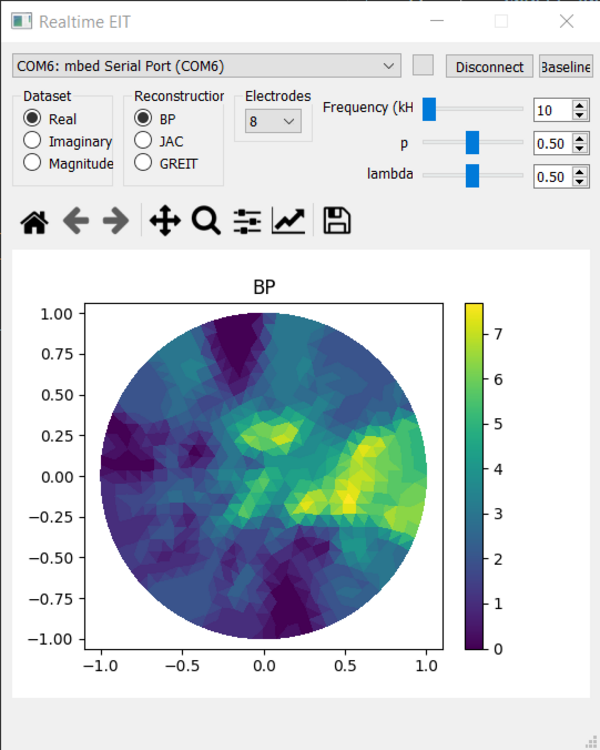 Realtime EIT
COM6: mbed Serial Port (COM6)
Disconnect
Baseline
Dataset
Real
Imaginary
Magnitude
Reconstruction
BP
JAC
GREIT
Electrodes
8
Frequency (kH
10
p
0.50
lambda
0.50
BP
1.00
0.75
0.50
0.25
0.00
−0.25
−0.50
−0.75
−1.00
−1.0 −0.5 0.0 0.5 1.0
7
6
5
4
3
2
1
0